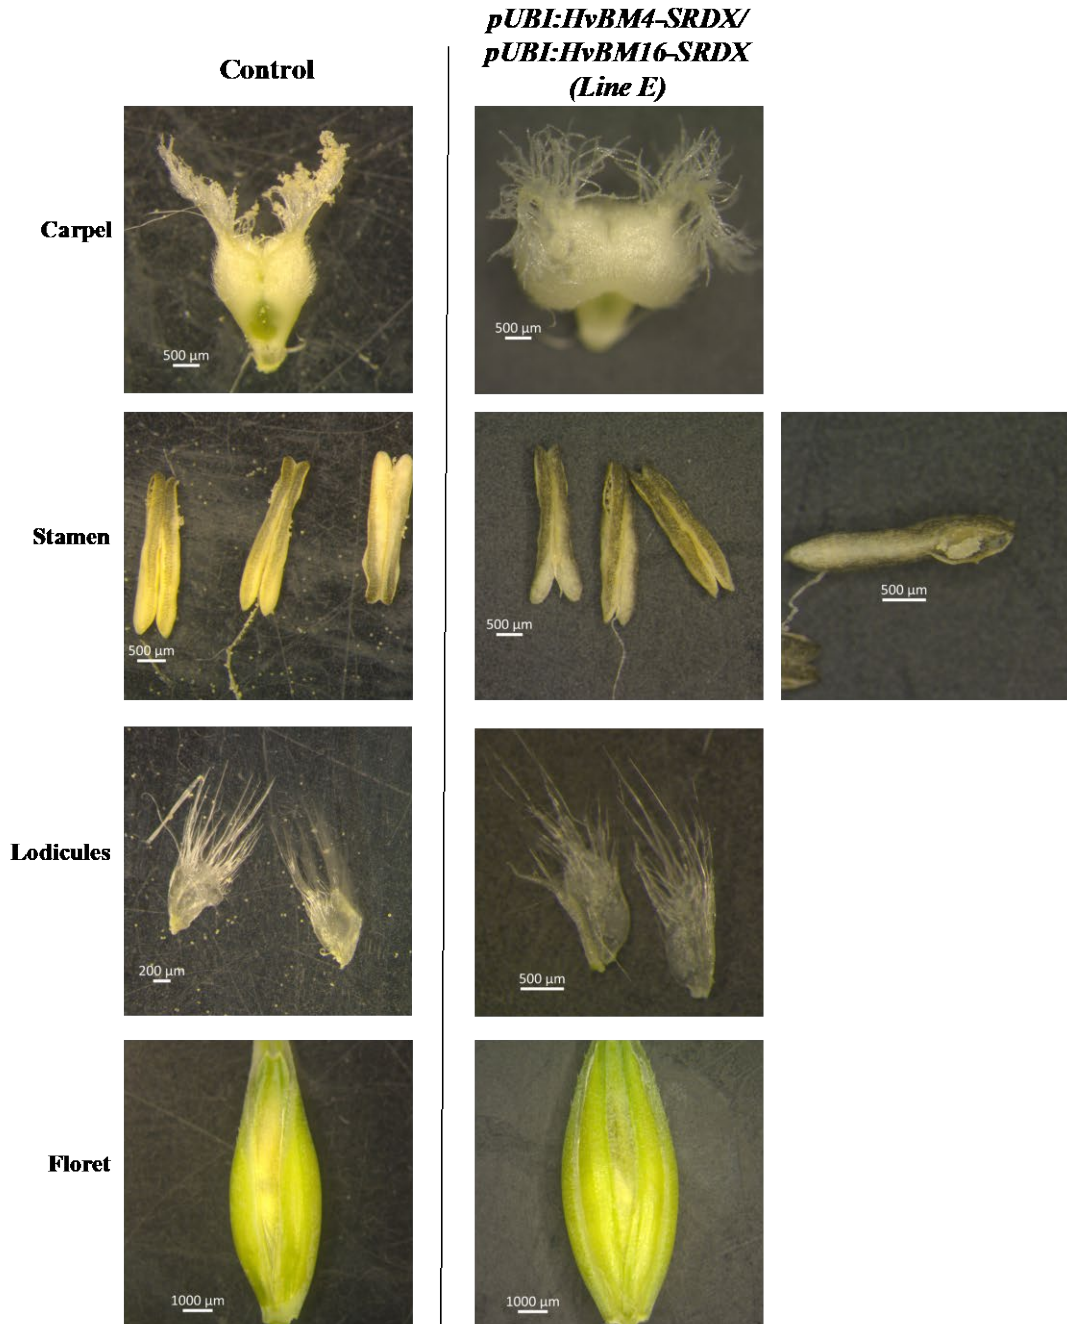 Control
pUBI:HvBM4-SRDX/
pUBI:HvBM16-SRDX
(Line E)
Carpel
500 µm
500 µm
Stamen
500 µm
500 µm
500 µm
Lodicules
200 µm
500 µm
Floret
1000 µm
1000 µm